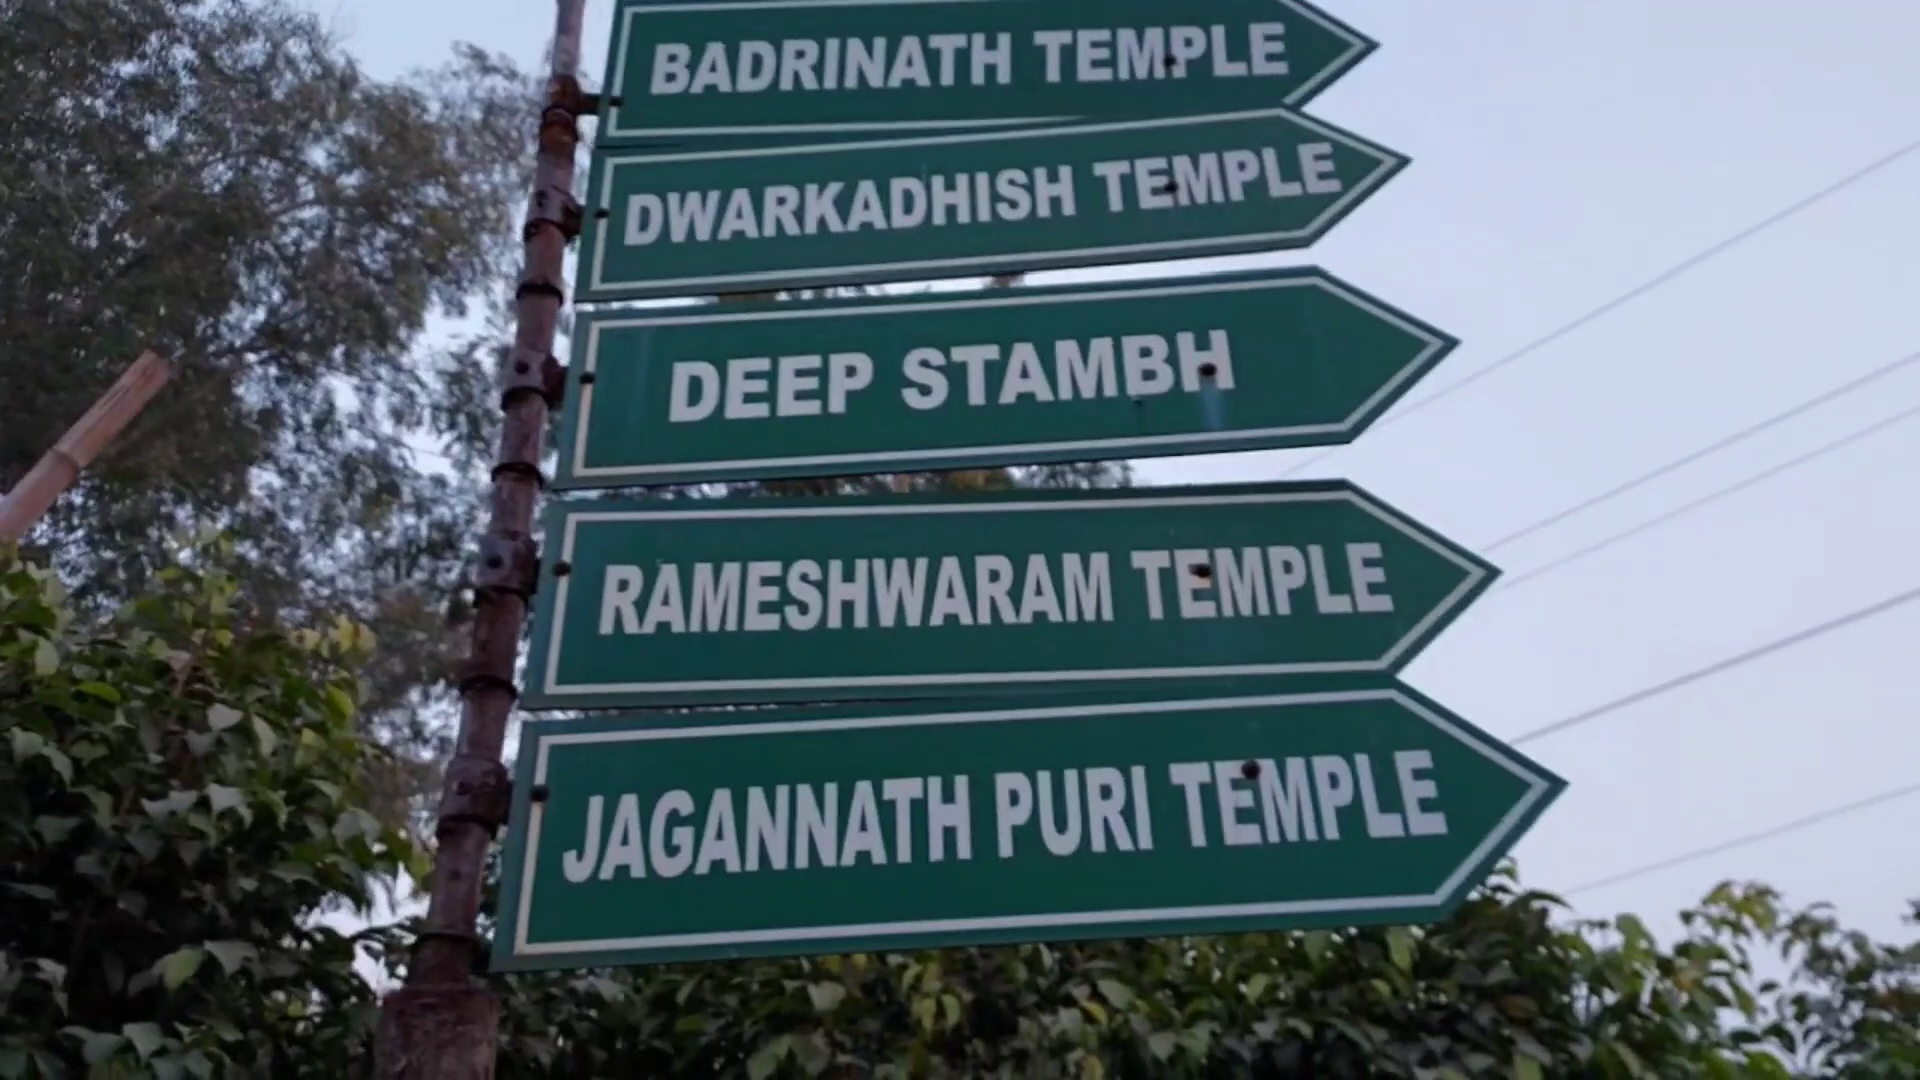 BADRINATH TEMPLE
DWARKADHISH TEMPLE
DEEP STAMBH
RAMESHWARAM TEMPLE
JAGANNATH PURI TEMPLE